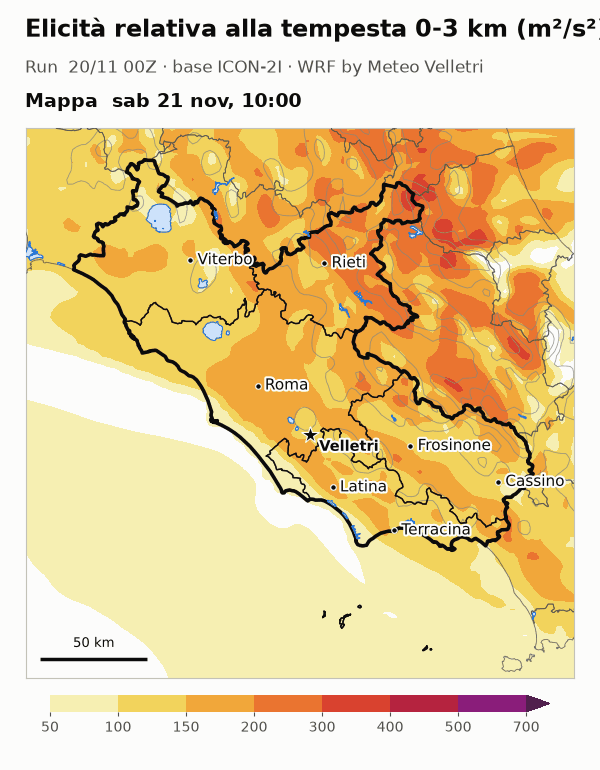 Elicità relativa alla tempesta 0-3 km (m²/s²)
Run  20/11 00Z · base ICON-2I · WRF by Meteo Velletri
Mappa  sab 21 nov, 10:00
Viterbo
Rieti
Roma
Velletri
Frosinone
Latina
Cassino
Terracina
50 km
50 100 150 200 300 400 500 700